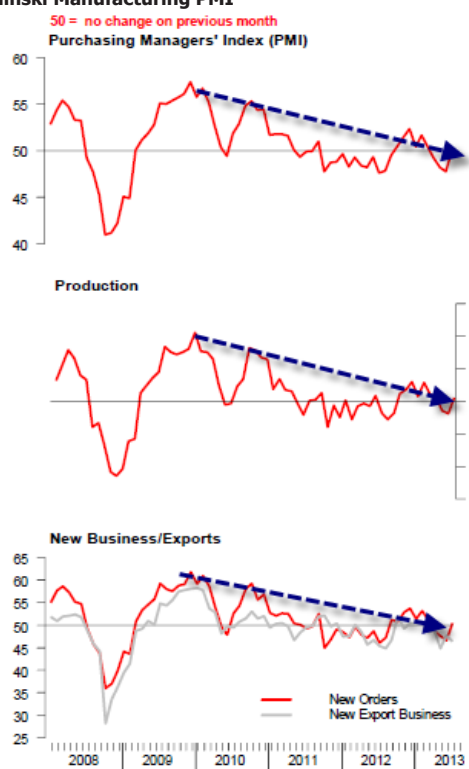 Manufacturing PMI
50 = no change on previous month
Purchasing Managers' Index (PMI)
60
55
50
45
40
Production
New Business/Exports
65
60
55
50
45
40
35
30
25
New Orders
New Export Business
2008 2009 2010 2011 2012 2013